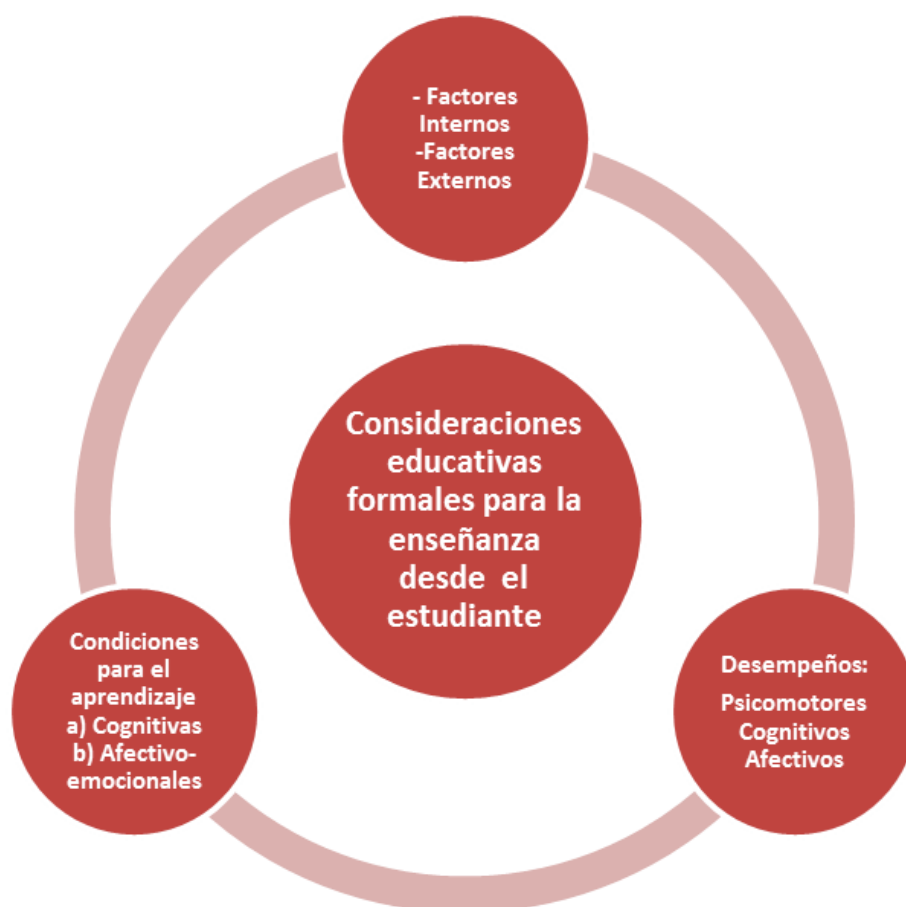 - Factores
Internos
-Factores
Externos
Consideraciones
educativas
formales para la
enseñanza
desde el
estudiante
Condiciones
para el
aprendizaje
a) Cognitivas
b) Afectivo-
emocionales
Desempeños:
Psicomotores
Cognitivos
Afectivos